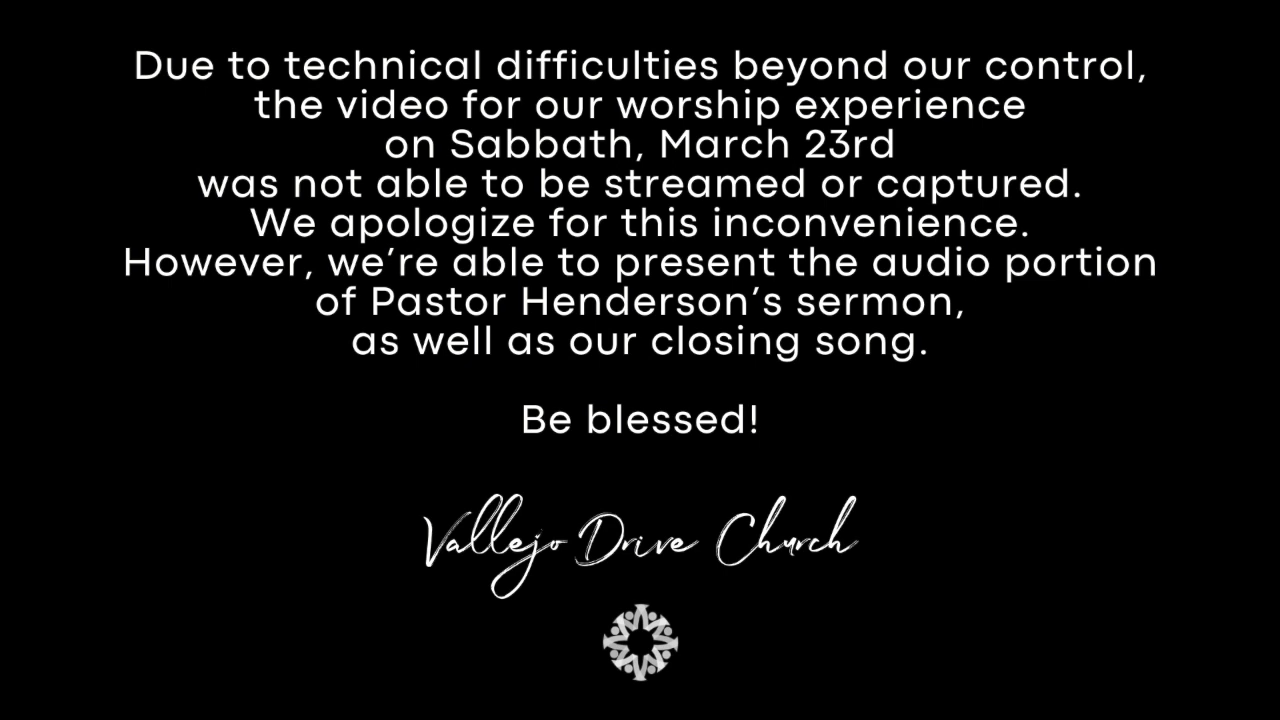 Due to technical difficulties beyond our control,
the video for our worship experience
on Sabbath, March 23rd
was not able to be streamed or captured.
We apologize for this inconvenience.
However, we’re able to present the audio portion
of Pastor Henderson’s sermon,
as well as our closing song.
Be blessed!
Vallejo Drive Church